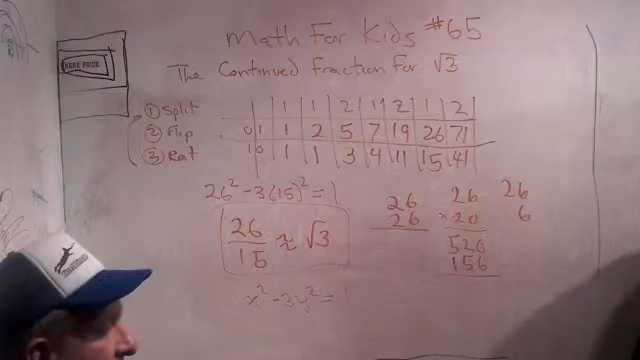 Math For Kids #65
The Continued Fraction for √3
NERD PRIZE
① Split 1 1 1 2 1 2 1 2
② Flip 0 1 1 2 5 7 19 26 71
③ Rat 1 0 1 1 3 4 11 15 41
26² - 3(15)² = 1
26/15 ≈ √3
x² - 3y² = 1
26
26
26
×20
520
156
26
6